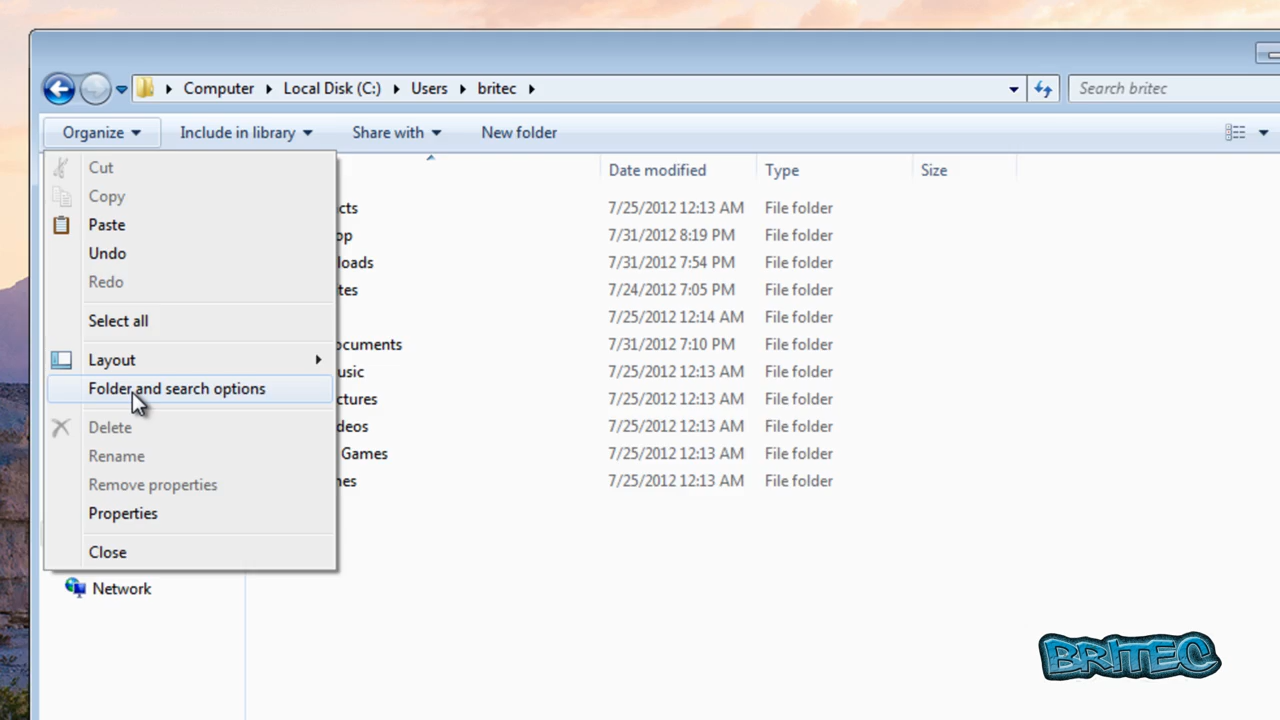 Computer Local Disk (C:) Users britec
Search britec
Organize Include in library Share with New folder
Cut
Copy
Paste
Undo
Redo
Select all
Layout
Folder and search options
Delete
Rename
Remove properties
Properties
Close
Network
Date modified Type Size
cts 7/25/2012 12:13 AM File folder
op 7/31/2012 8:19 PM File folder
loads 7/31/2012 7:54 PM File folder
tes 7/24/2012 7:05 PM File folder
7/25/2012 12:14 AM File folder
ocuments 7/31/2012 7:10 PM File folder
usic 7/25/2012 12:13 AM File folder
ctures 7/25/2012 12:13 AM File folder
deos 7/25/2012 12:13 AM File folder
Games 7/25/2012 12:13 AM File folder
hes 7/25/2012 12:13 AM File folder
BRITEC